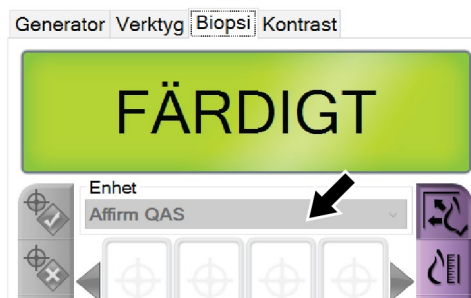 Generator Verktyg Biopsi Kontrast
FÄRDIGT
Enhet
Affirm QAS